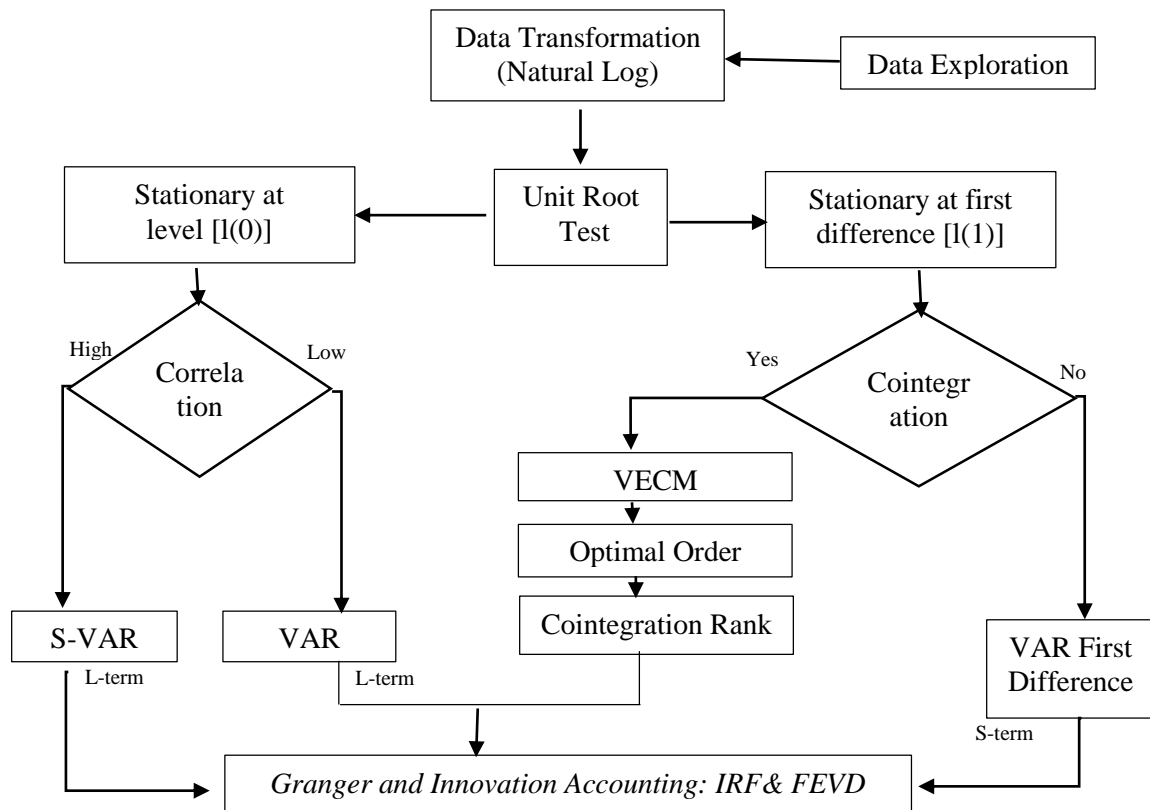 Data Transformation
(Natural Log)
Data Exploration
Stationary at
level [l(0)]
Unit Root
Test
Stationary at first
difference [l(1)]
High
Low
Correla
tion
Yes
No
Cointegr
ation
VECM
Optimal Order
Cointegration Rank
S-VAR
VAR
VAR First
Difference
L-term
L-term
S-term
Granger and Innovation Accounting: IRF& FEVD